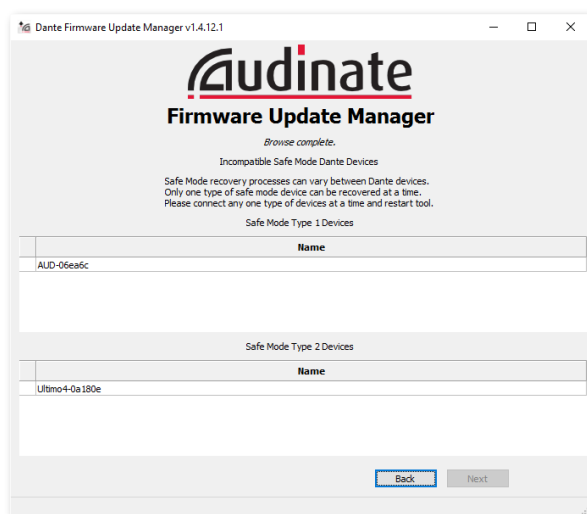 Dante Firmware Update Manager v1.4.12.1
Audinate
Firmware Update Manager
Browse complete.
Incompatible Safe Mode Dante Devices
Safe Mode recovery processes can vary between Dante devices.
Only one type of safe mode device can be recovered at a time.
Please connect any one type of devices at a time and restart tool.
Safe Mode Type 1 Devices
Name
AUD-06ea6c
Safe Mode Type 2 Devices
Name
Ultimo4-0a180e
Back
Next